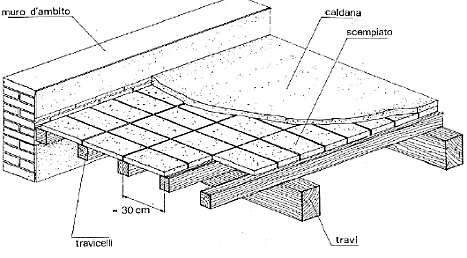 muro d'ambito
caldana
scempiato
~ 30 cm
travicelli
travi